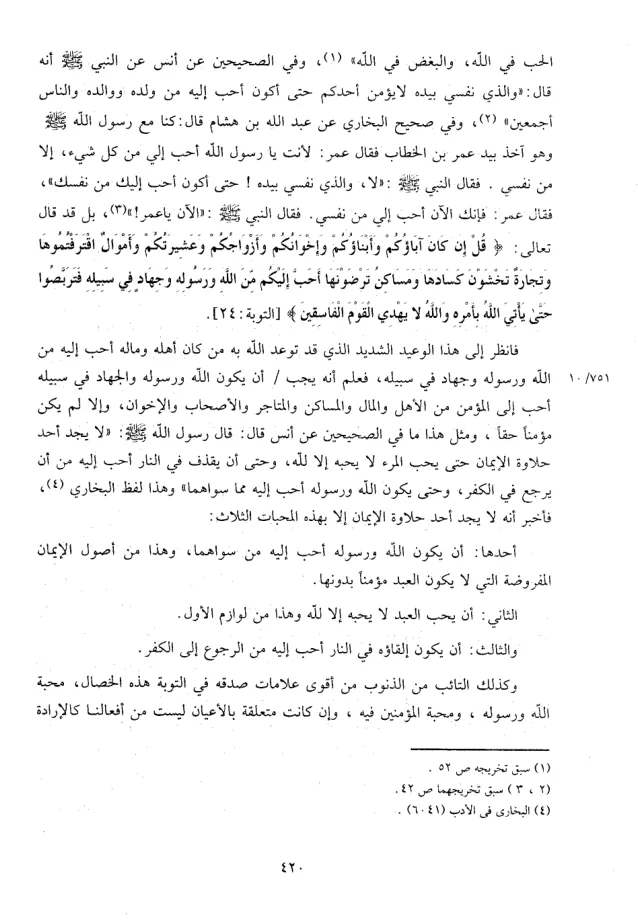 الحب في الله، والبغض في الله» (١)، وفي الصحيحين عن أنس عن النبي ﷺ أنه
قال: «والذي نفسي بيده لايؤمن أحدكم حتى أكون أحب إليه من ولده ووالده والناس
أجمعين» (٢)، وفي صحيح البخاري عن عبد الله بن هشام قال: كنا مع رسول الله ﷺ
وهو آخذ بيد عمر بن الخطاب فقال عمر: لأنت يا رسول الله أحب إلي من كل شيء، إلا
من نفسي . فقال النبي ﷺ : «لا، والذي نفسي بيده ! حتى أكون أحب إليك من نفسك»،
فقال عمر: فإنك الآن أحب إلي من نفسي. فقال النبي ﷺ : «الآن ياعمر!»(٣)، بل قد قال
تعالى: ﴿ قُلْ إِن كَانَ آبَاؤُكُمْ وَأَبْنَاؤُكُمْ وَإِخْوَانُكُمْ وَأَزْوَاجُكُمْ وَعَشِيرَتُكُمْ وَأَمْوَالٌ اقْتَرَفْتُمُوهَا
وَتِجَارَةٌ تَخْشَوْنَ كَسَادَهَا وَمَسَاكِنُ تَرْضَوْنَهَا أَحَبَّ إِلَيْكُم مِّنَ اللَّهِ وَرَسُولِهِ وَجِهَادٍ فِي سَبِيلِهِ فَتَرَبَّصُوا
حَتَّىٰ يَأْتِيَ اللَّهُ بِأَمْرِهِ وَاللَّهُ لا يَهْدِي الْقَوْمَ الْفَاسِقِينَ ﴾ [التوبة: ٢٤].
فانظر إلى هذا الوعيد الشديد الذي قد توعد الله به من كان أهله وماله أحب إليه من
الله ورسوله وجهاد في سبيله، فعلم أنه يجب / أن يكون الله ورسوله والجهاد في سبيله ١٠/٧٥١
أحب إلى المؤمن من الأهل والمال والمساكن والمتاجر والأصحاب والإخوان، وإلا لم يكن
مؤمناً حقاً ، ومثل هذا ما في الصحيحين عن أنس قال: قال رسول الله ﷺ: «لا يجد أحد
حلاوة الإيمان حتى يحب المرء لا يحبه إلا لله، وحتى أن يقذف في النار أحب إليه من أن
يرجع في الكفر، وحتى يكون الله ورسوله أحب إليه مما سواهما» وهذا لفظ البخاري (٤)،
فأخبر أنه لا يجد أحد حلاوة الإيمان إلا بهذه المحبات الثلاث:
أحدها: أن يكون الله ورسوله أحب إليه من سواهما، وهذا من أصول الإيمان
المفروضة التي لا يكون العبد مؤمناً بدونها.
الثاني: أن يحب العبد لا يحبه إلا لله وهذا من لوازم الأول.
والثالث: أن يكون إلقاؤه في النار أحب إليه من الرجوع إلى الكفر.
وكذلك التائب من الذنوب من أقوى علامات صدقه في التوبة هذه الخصال، محبة
الله ورسوله ، ومحبة المؤمنين فيه ، وإن كانت متعلقة بالأعيان ليست من أفعالنا كالإرادة
(١) سبق تخريجه ص ٥٢ .
(٢ ، ٣ ) سبق تخريجهما ص ٤٢.
(٤) البخارى فى الأدب (٦٠٤١) .
٤٢٠